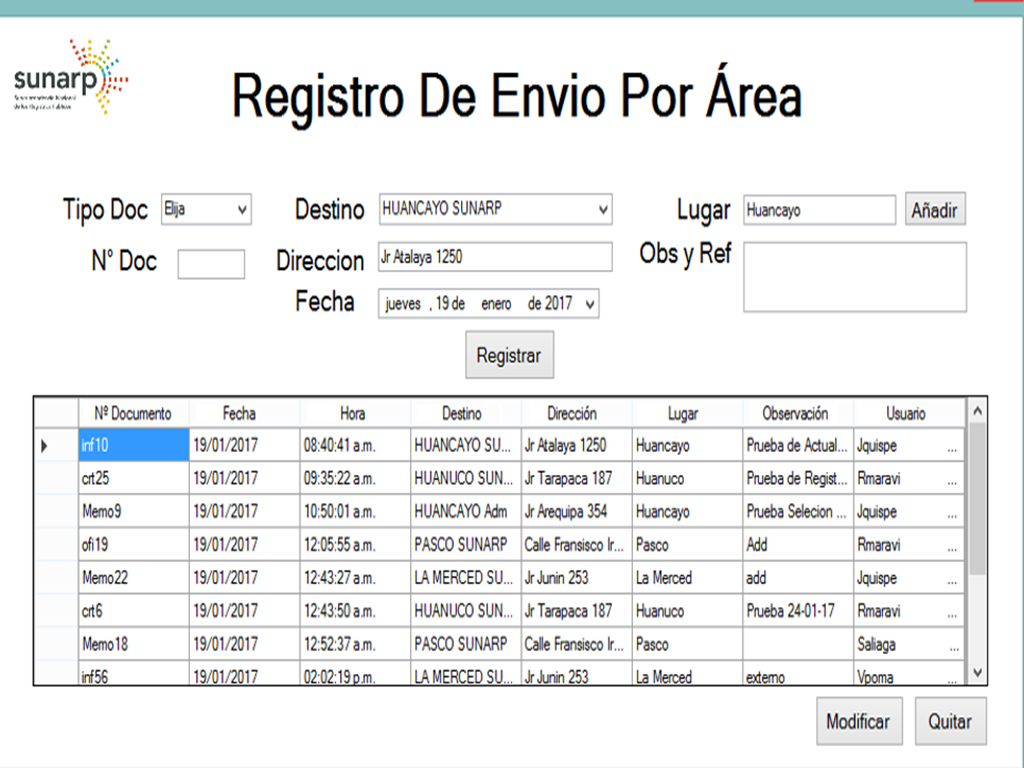 sunarp
Registro De Envio Por Área
Tipo Doc Elija Destino HUANCAYO SUNARP Lugar Huancayo Añadir
N° Doc Direccion Jr Atalaya 1250 Obs y Ref
Fecha jueves , 19 de enero de 2017
Registrar
Nº Documento Fecha Hora Destino Dirección Lugar Observación Usuario
inf10 19/01/2017 08:40:41 a.m. HUANCAYO SU... Jr Atalaya 1250 Huancayo Prueba de Actual... Jquispe ...
crt25 19/01/2017 09:35:22 a.m. HUANUCO SUN... Jr Tarapaca 187 Huanuco Prueba de Regist... Rmaravi ...
Memo9 19/01/2017 10:50:01 a.m. HUANCAYO Adm Jr Arequipa 354 Huancayo Prueba Selecion ... Jquispe ...
ofi19 19/01/2017 12:05:55 a.m. PASCO SUNARP Calle Fransisco Ir... Pasco Add Rmaravi ...
Memo22 19/01/2017 12:43:27 a.m. LA MERCED SU... Jr Junin 253 La Merced add Jquispe ...
crt6 19/01/2017 12:43:50 a.m. HUANUCO SUN... Jr Tarapaca 187 Huanuco Prueba 24-01-17 Rmaravi ...
Memo18 19/01/2017 12:52:37 a.m. PASCO SUNARP Calle Fransisco Ir... Pasco Saliaga ...
inf56 19/01/2017 02:02:19 p.m. LA MERCED SU... Jr Junin 253 La Merced externo Vpoma ...
Modificar Quitar